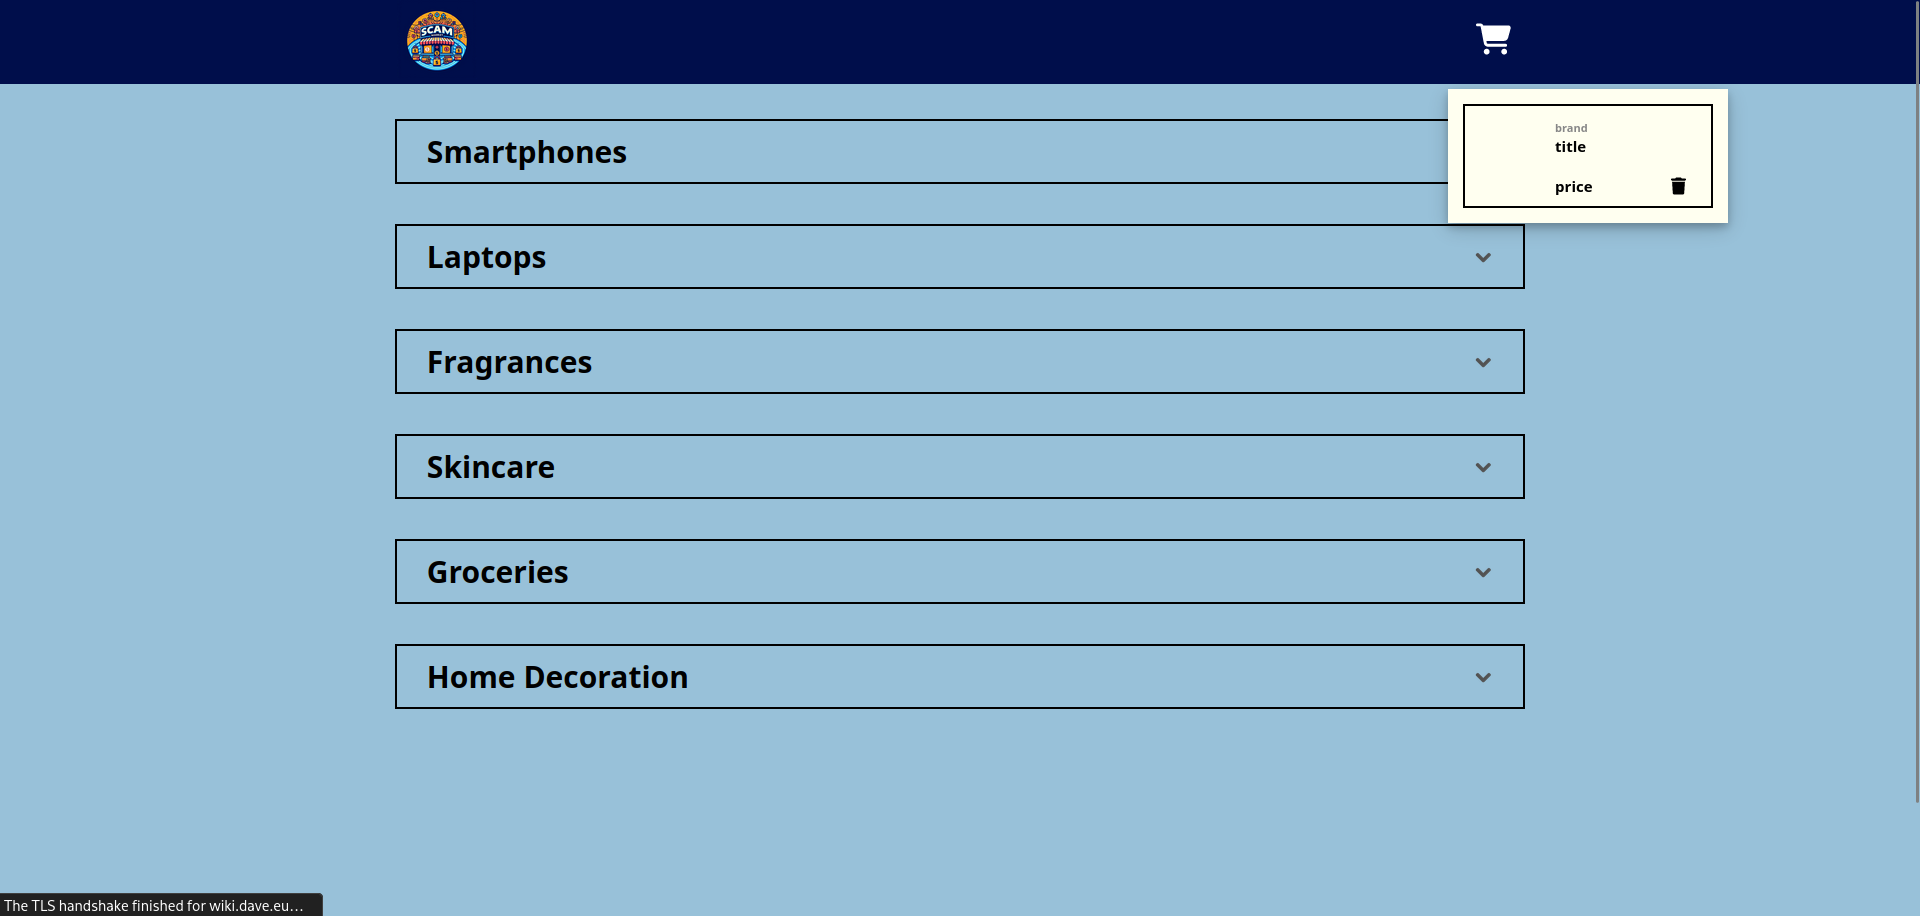 SCAM
brand
title
price
Smartphones
Laptops
Fragrances
Skincare
Groceries
Home Decoration
The TLS handshake finished for wiki.dave.eu…